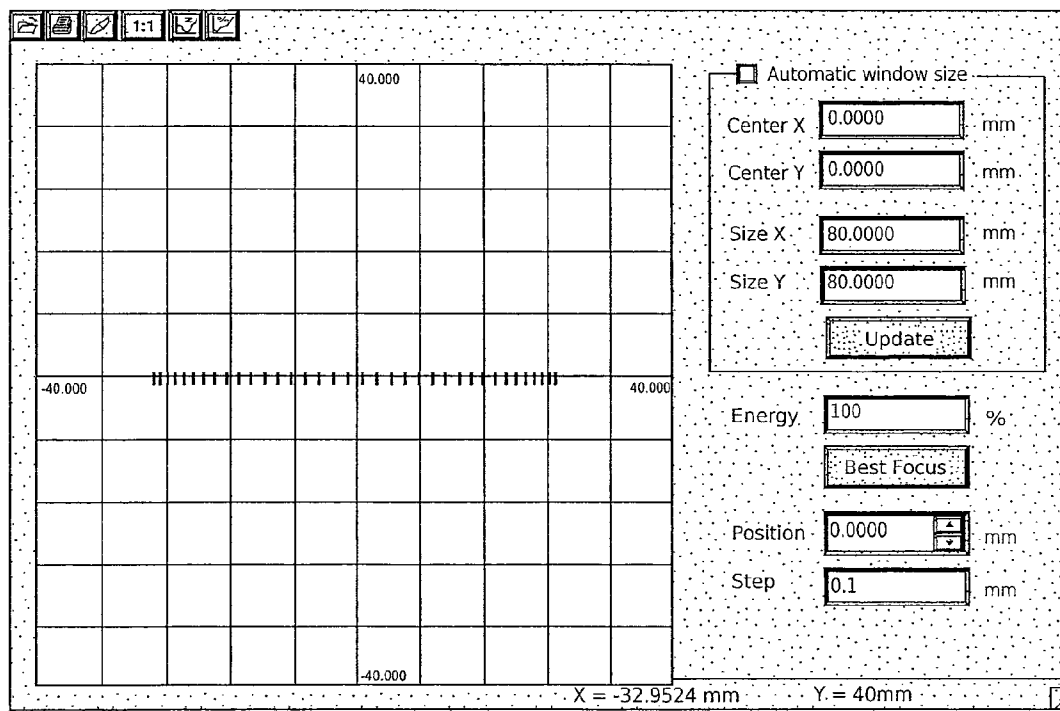 1:1
40.000
-40.000
40.000
-40.000
Automatic window size
Center X 0.0000 mm
Center Y 0.0000 mm
Size X 80.0000 mm
Size Y 80.0000 mm
Update
Energy 100 %
Best Focus
Position 0.0000 mm
Step 0.1 mm
X = -32.9524 mm Y = 40mm